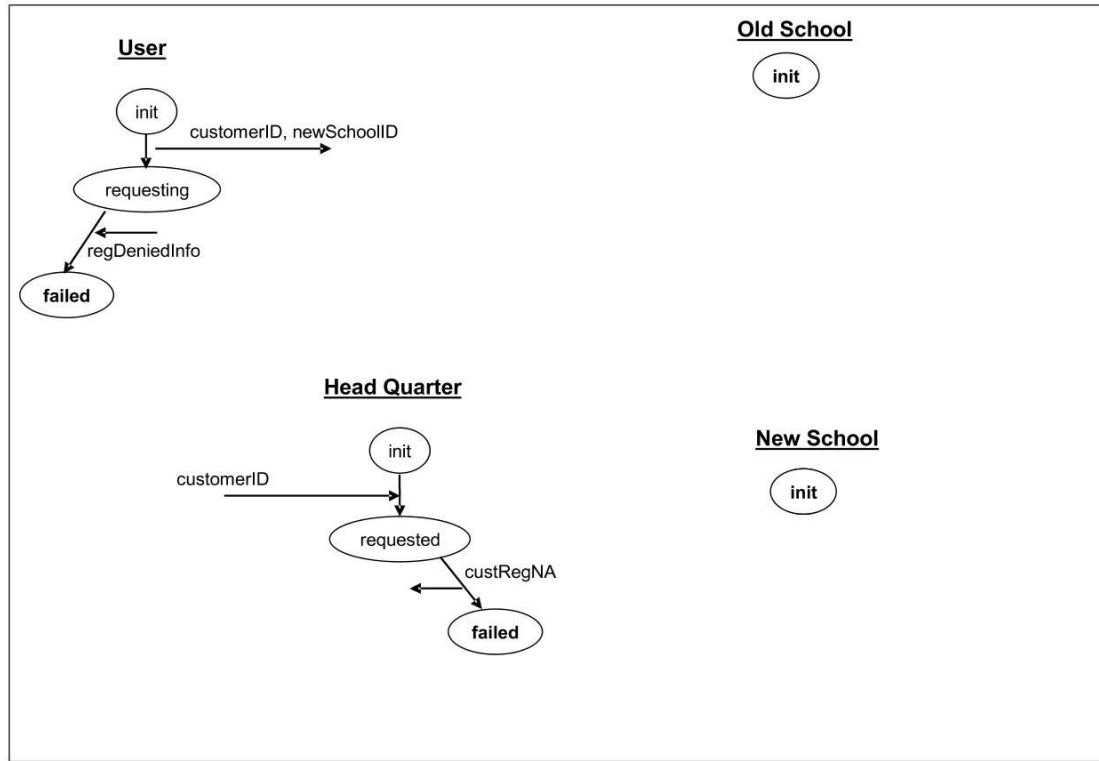 User
init
customerID, newSchoolID
requesting
regDeniedInfo
failed
Old School
init
Head Quarter
init
customerID
requested
custRegNA
failed
New School
init